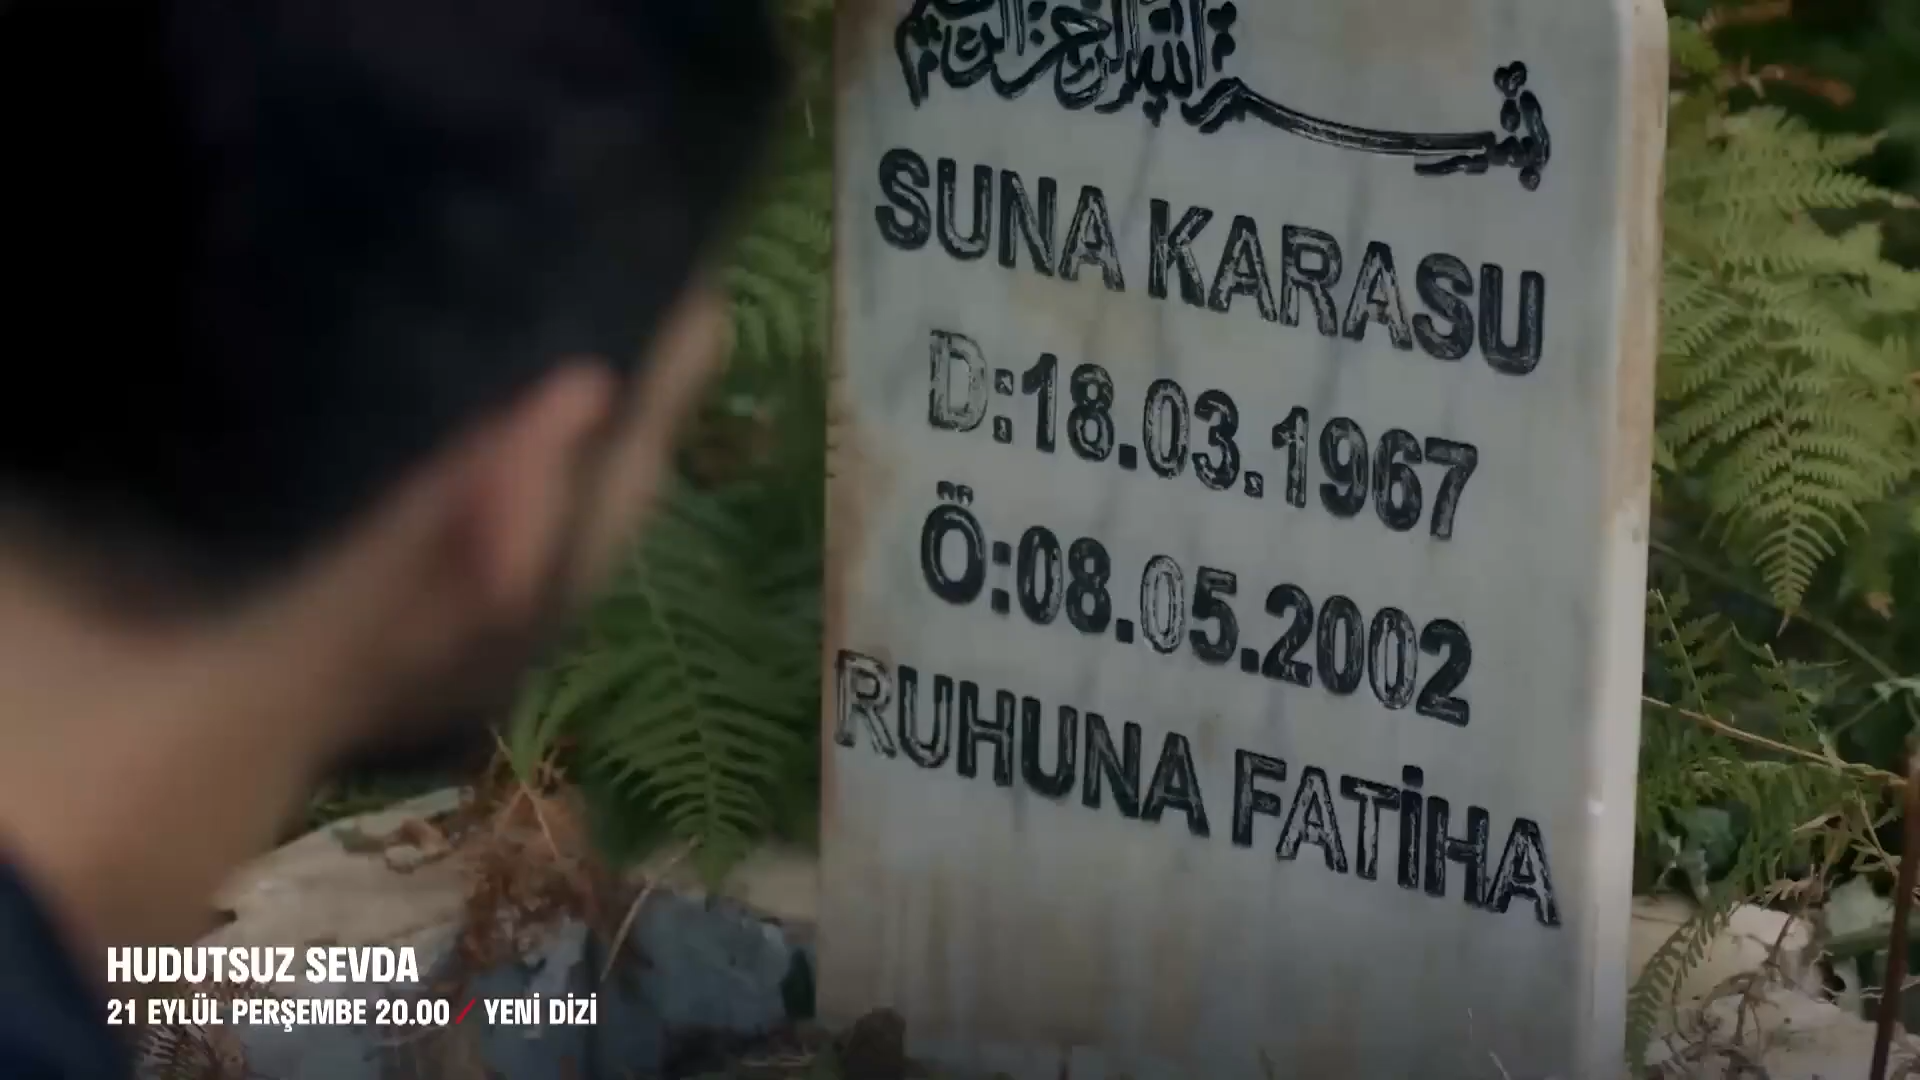 بسم الله الرحمن الرحيم
SUNA KARASU
D:18.03.1967
Ö:08.05.2002
RUHUNA FATİHA
HUDUTSUZ SEVDA
21 EYLÜL PERŞEMBE 20.00 / YENİ DİZİ